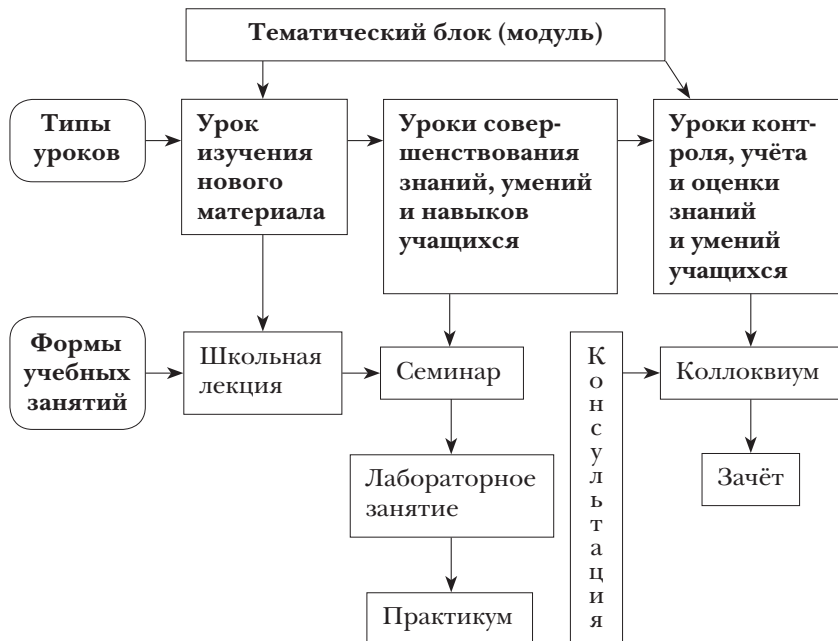 Тематический блок (модуль)
Типы
уроков
Урок
изучения
нового
материала
Уроки совер-
шенствования
знаний, умений
и навыков
учащихся
Уроки конт-
роля, учёта
и оценки
знаний
и умений
учащихся
Формы
учебных
занятий
Школьная
лекция
Семинар
Лабораторное
занятие
Практикум
Консультация
Коллоквиум
Зачёт